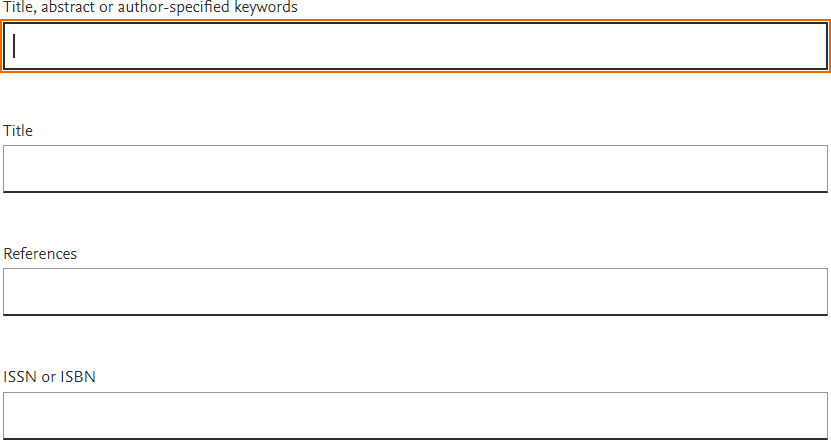 Title, abstract or author-specified keywords
Title
References
ISSN or ISBN